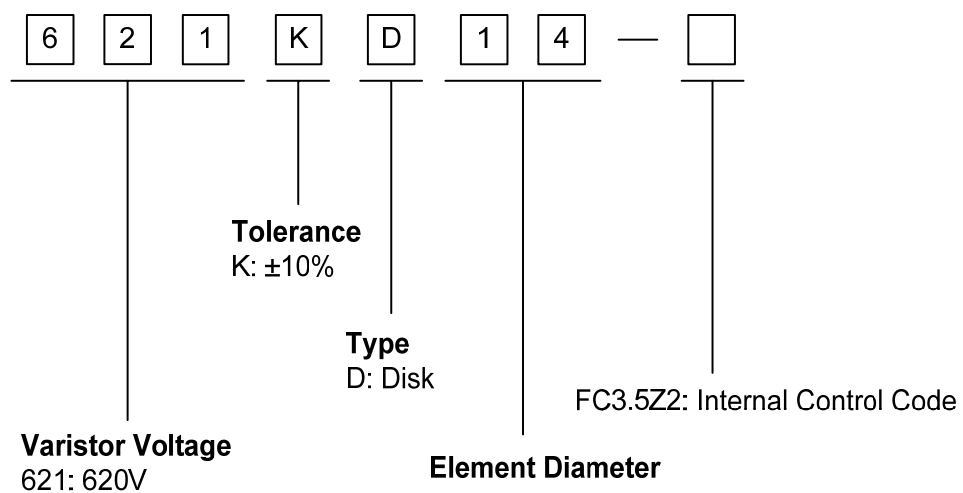 6 2 1 K D 1 4 —
Tolerance
K: ±10%
Type
D: Disk
FC3.5Z2: Internal Control Code
Varistor Voltage
621: 620V
Element Diameter